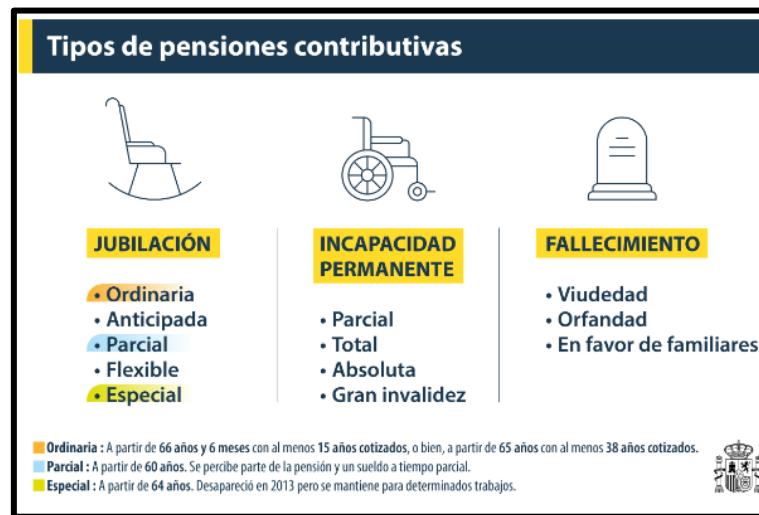 Tipos de pensiones contributivas
JUBILACIÓN
• Ordinaria
• Anticipada
• Parcial
• Flexible
• Especial
INCAPACIDAD
PERMANENTE
• Parcial
• Total
• Absoluta
• Gran invalidez
FALLECIMIENTO
• Viudedad
• Orfandad
• En favor de familiares
Ordinaria : A partir de 66 años y 6 meses con al menos 15 años cotizados, o bien, a partir de 65 años con al menos 38 años cotizados.
Parcial : A partir de 60 años. Se percibe parte de la pensión y un sueldo a tiempo parcial.
Especial : A partir de 64 años. Desapareció en 2013 pero se mantiene para determinados trabajos.